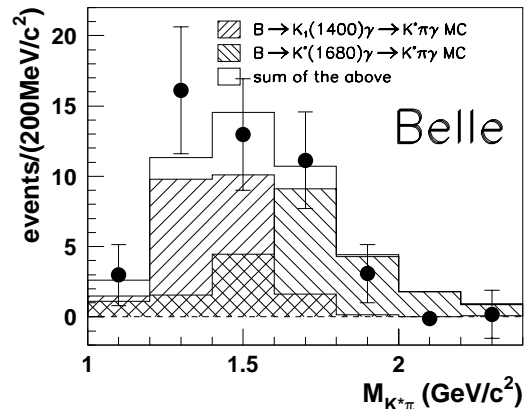 B→K₁(1400)γ→K*πγ MC
B→K*(1680)γ→K*πγ MC
sum of the above
Belle
events/(200MeV/c²)
20
15
10
5
0
1
1.5
2
M_K*π (GeV/c²)